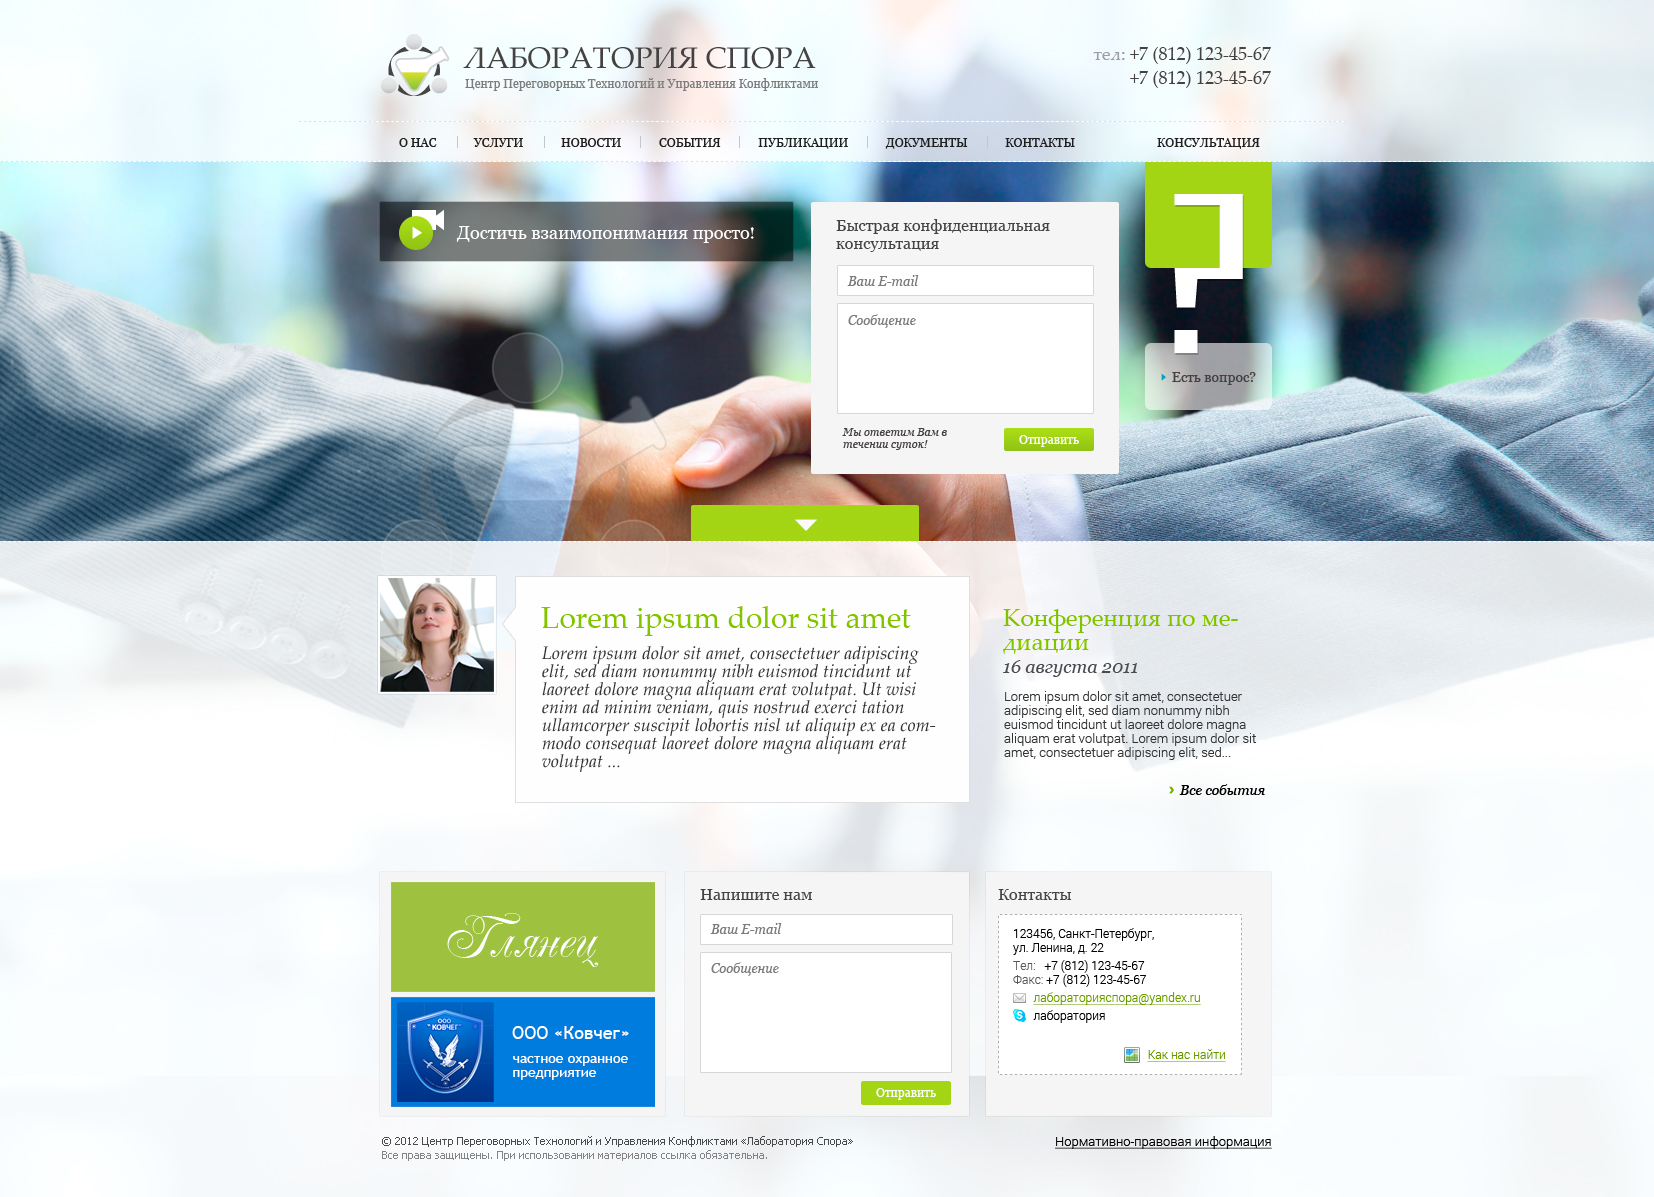 ЛАБОРАТОРИЯ СПОРА
Центр Переговорных Технологий и Управления Конфликтами
тел: +7 (812) 123-45-67
+7 (812) 123-45-67
О НАС
УСЛУГИ
НОВОСТИ
СОБЫТИЯ
ПУБЛИКАЦИИ
ДОКУМЕНТЫ
КОНТАКТЫ
КОНСУЛЬТАЦИЯ
Достичь взаимопонимания просто!
Быстрая конфиденциальная
консультация
Ваш E-mail
Сообщение
Мы ответим Вам в
течении суток!
Отправить
?
Есть вопрос?
Lorem ipsum dolor sit amet
Lorem ipsum dolor sit amet, consectetuer adipiscing
elit, sed diam nonummy nibh euismod tincidunt ut
laoreet dolore magna aliquam erat volutpat. Ut wisi
enim ad minim veniam, quis nostrud exerci tation
ullamcorper suscipit lobortis nisl ut aliquip ex ea com-
modo consequat laoreet dolore magna aliquam erat
volutpat ...
Конференция по ме-
диации
16 августа 2011
Lorem ipsum dolor sit amet, consectetuer
adipiscing elit, sed diam nonummy nibh
euismod tincidunt ut laoreet dolore magna
aliquam erat volutpat. Lorem ipsum dolor sit
amet, consectetuer adipiscing elit, sed...
Все события
Глянец
ООО
"КОВЧЕГ"
ООО «Ковчег»
частное охранное
предприятие
Напишите нам
Ваш E-mail
Сообщение
Отправить
Контакты
123456, Санкт-Петербург,
ул. Ленина, д. 22
Тел: +7 (812) 123-45-67
Факс: +7 (812) 123-45-67
лабораторияспора@yandex.ru
лаборатория
Как нас найти
© 2012 Центр Переговорных Технологий и Управления Конфликтами «Лаборатория Спора»
Все права защищены. При использовании материалов ссылка обязательна.
Нормативно-правовая информация